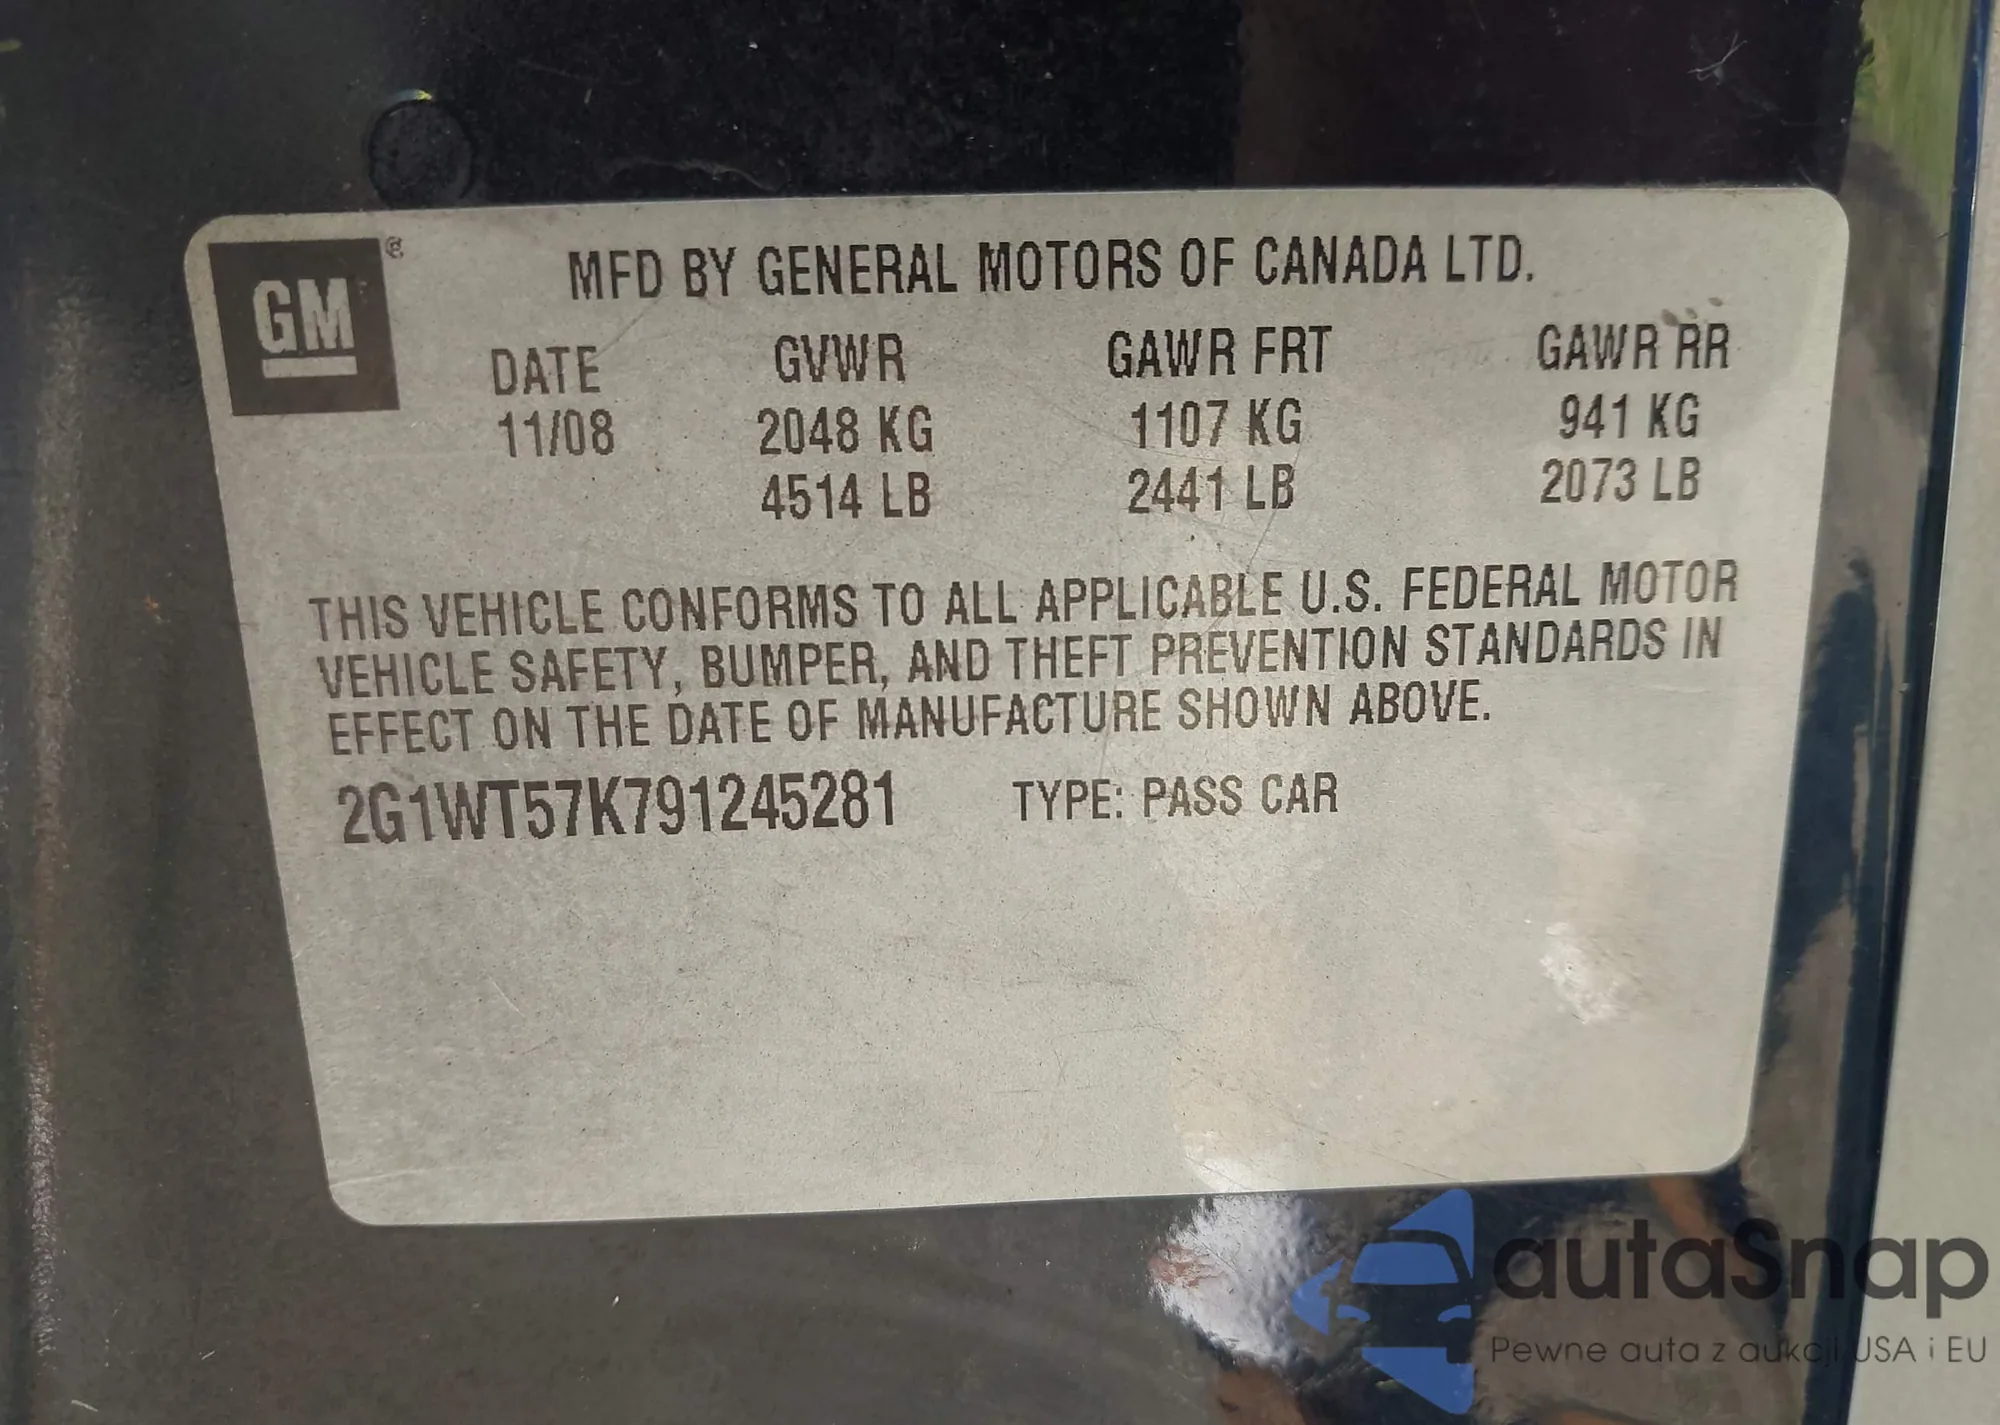 GM ®
MFD BY GENERAL MOTORS OF CANADA LTD.
DATE GVWR GAWR FRT GAWR RR
11/08 2048 KG 1107 KG 941 KG
4514 LB 2441 LB 2073 LB
THIS VEHICLE CONFORMS TO ALL APPLICABLE U.S. FEDERAL MOTOR
VEHICLE SAFETY, BUMPER, AND THEFT PREVENTION STANDARDS IN
EFFECT ON THE DATE OF MANUFACTURE SHOWN ABOVE.
2G1WT57K791245281 TYPE: PASS CAR
autaSnap
Pewne auta z aukcji USA i EU